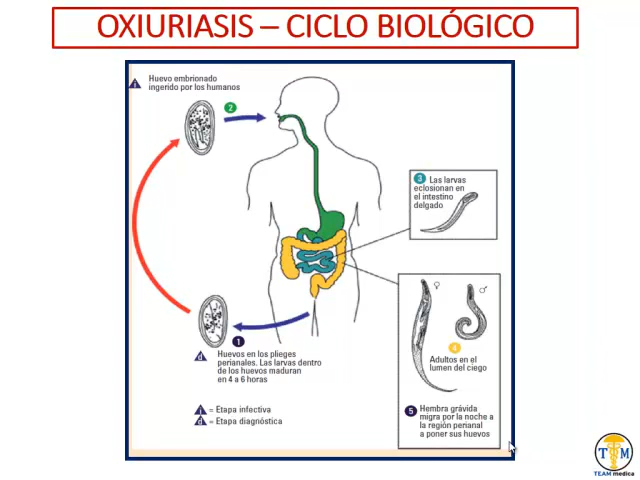 OXIURIASIS – CICLO BIOLÓGICO
i
Huevo embrionado
ingerido por los humanos
2
3 Las larvas
eclosionan en
el intestino
delgado
♀ ♂
4
Adultos en el
lumen del ciego
5 Hembra grávida
migra por la noche a
la región perianal
a poner sus huevos
1
d
Huevos en los plieges
perianales. Las larvas dentro
de los huevos maduran
en 4 a 6 horas
i = Etapa infectiva
d = Etapa diagnóstica
T M
TEAM medica